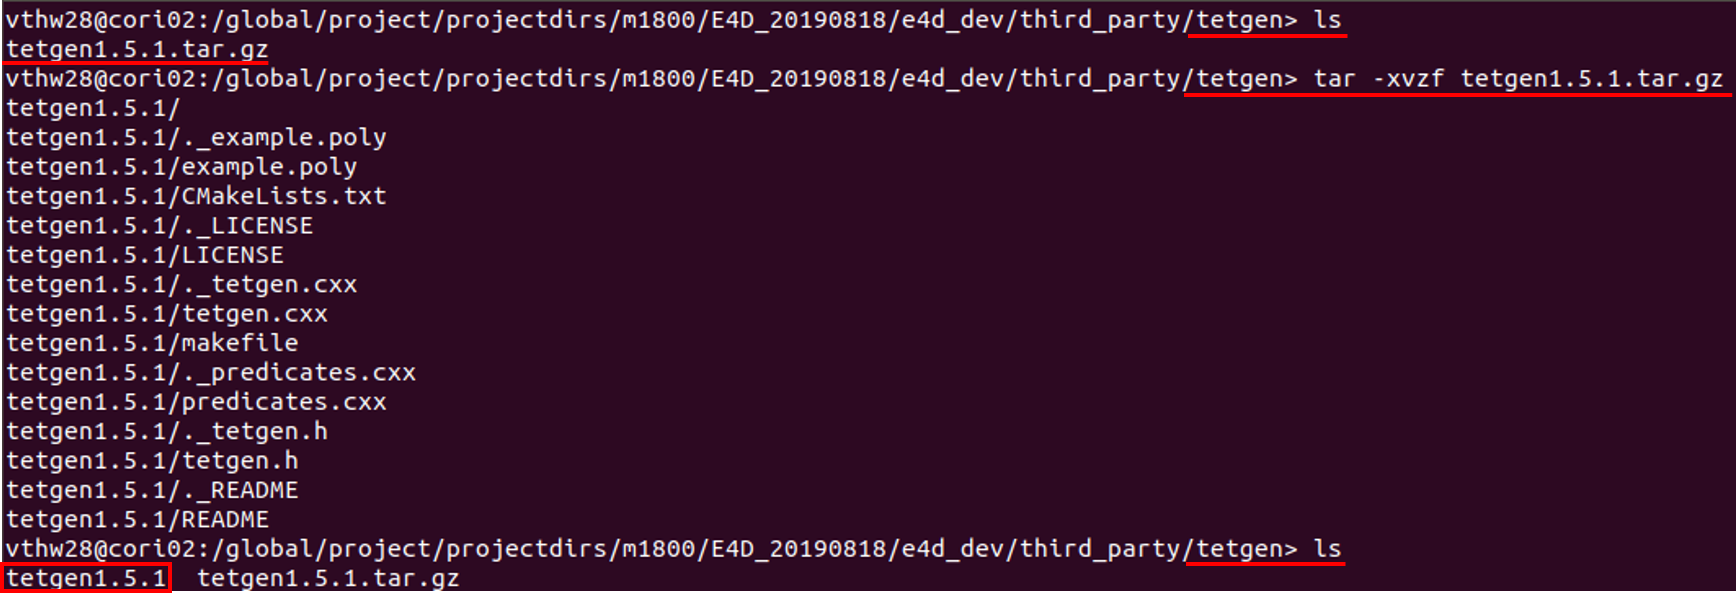 vthw28@cori02:/global/project/projectdirs/m1800/E4D_20190818/e4d_dev/third_party/tetgen> ls
tetgen1.5.1.tar.gz
vthw28@cori02:/global/project/projectdirs/m1800/E4D_20190818/e4d_dev/third_party/tetgen> tar -xvzf tetgen1.5.1.tar.gz
tetgen1.5.1/
tetgen1.5.1/._example.poly
tetgen1.5.1/example.poly
tetgen1.5.1/CMakeLists.txt
tetgen1.5.1/._LICENSE
tetgen1.5.1/LICENSE
tetgen1.5.1/._tetgen.cxx
tetgen1.5.1/tetgen.cxx
tetgen1.5.1/makefile
tetgen1.5.1/._predicates.cxx
tetgen1.5.1/predicates.cxx
tetgen1.5.1/._tetgen.h
tetgen1.5.1/tetgen.h
tetgen1.5.1/._README
tetgen1.5.1/README
vthw28@cori02:/global/project/projectdirs/m1800/E4D_20190818/e4d_dev/third_party/tetgen> ls
tetgen1.5.1  tetgen1.5.1.tar.gz